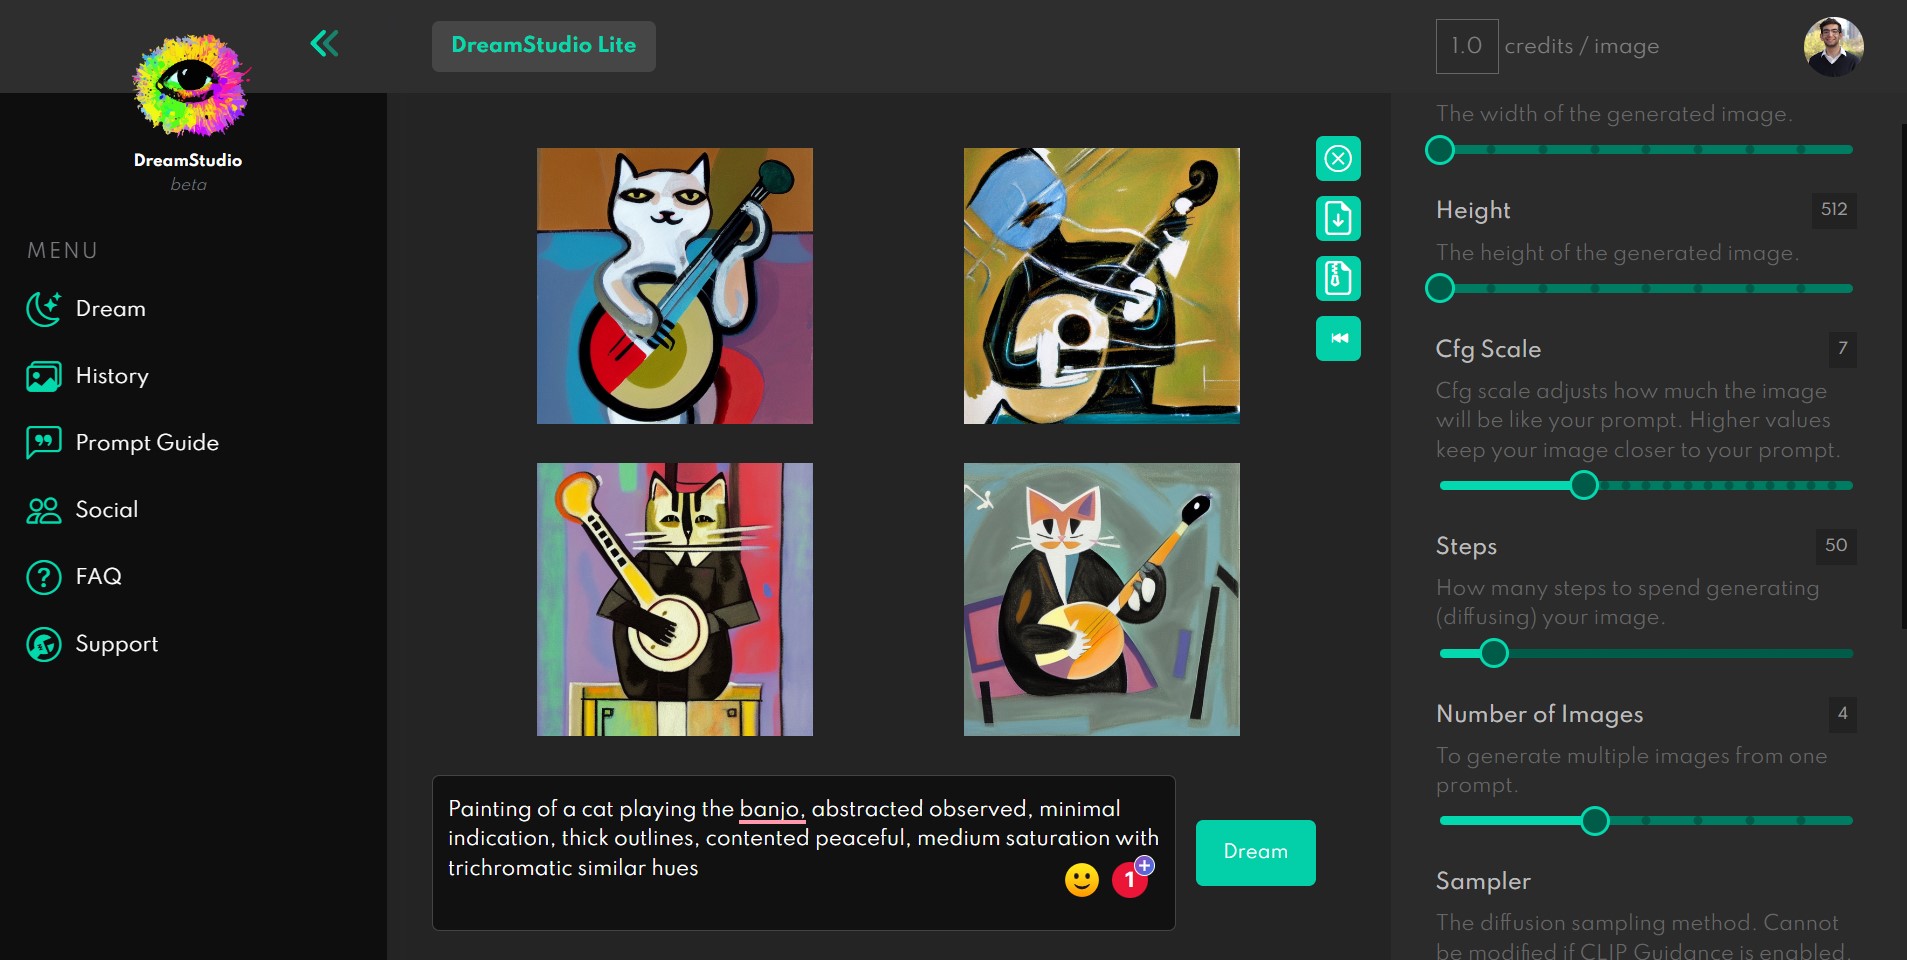 DreamStudio
beta
MENU
Dream
History
Prompt Guide
Social
FAQ
Support
DreamStudio Lite
Painting of a cat playing the banjo, abstracted observed, minimal
indication, thick outlines, contented peaceful, medium saturation with
trichromatic similar hues
1
Dream
1.0 credits / image
The width of the generated image.
Height 512
The height of the generated image.
Cfg Scale 7
Cfg scale adjusts how much the image
will be like your prompt. Higher values
keep your image closer to your prompt.
Steps 50
How many steps to spend generating
(diffusing) your image.
Number of Images 4
To generate multiple images from one
prompt.
Sampler
The diffusion sampling method. Cannot
be modified if CLIP Guidance is enabled.